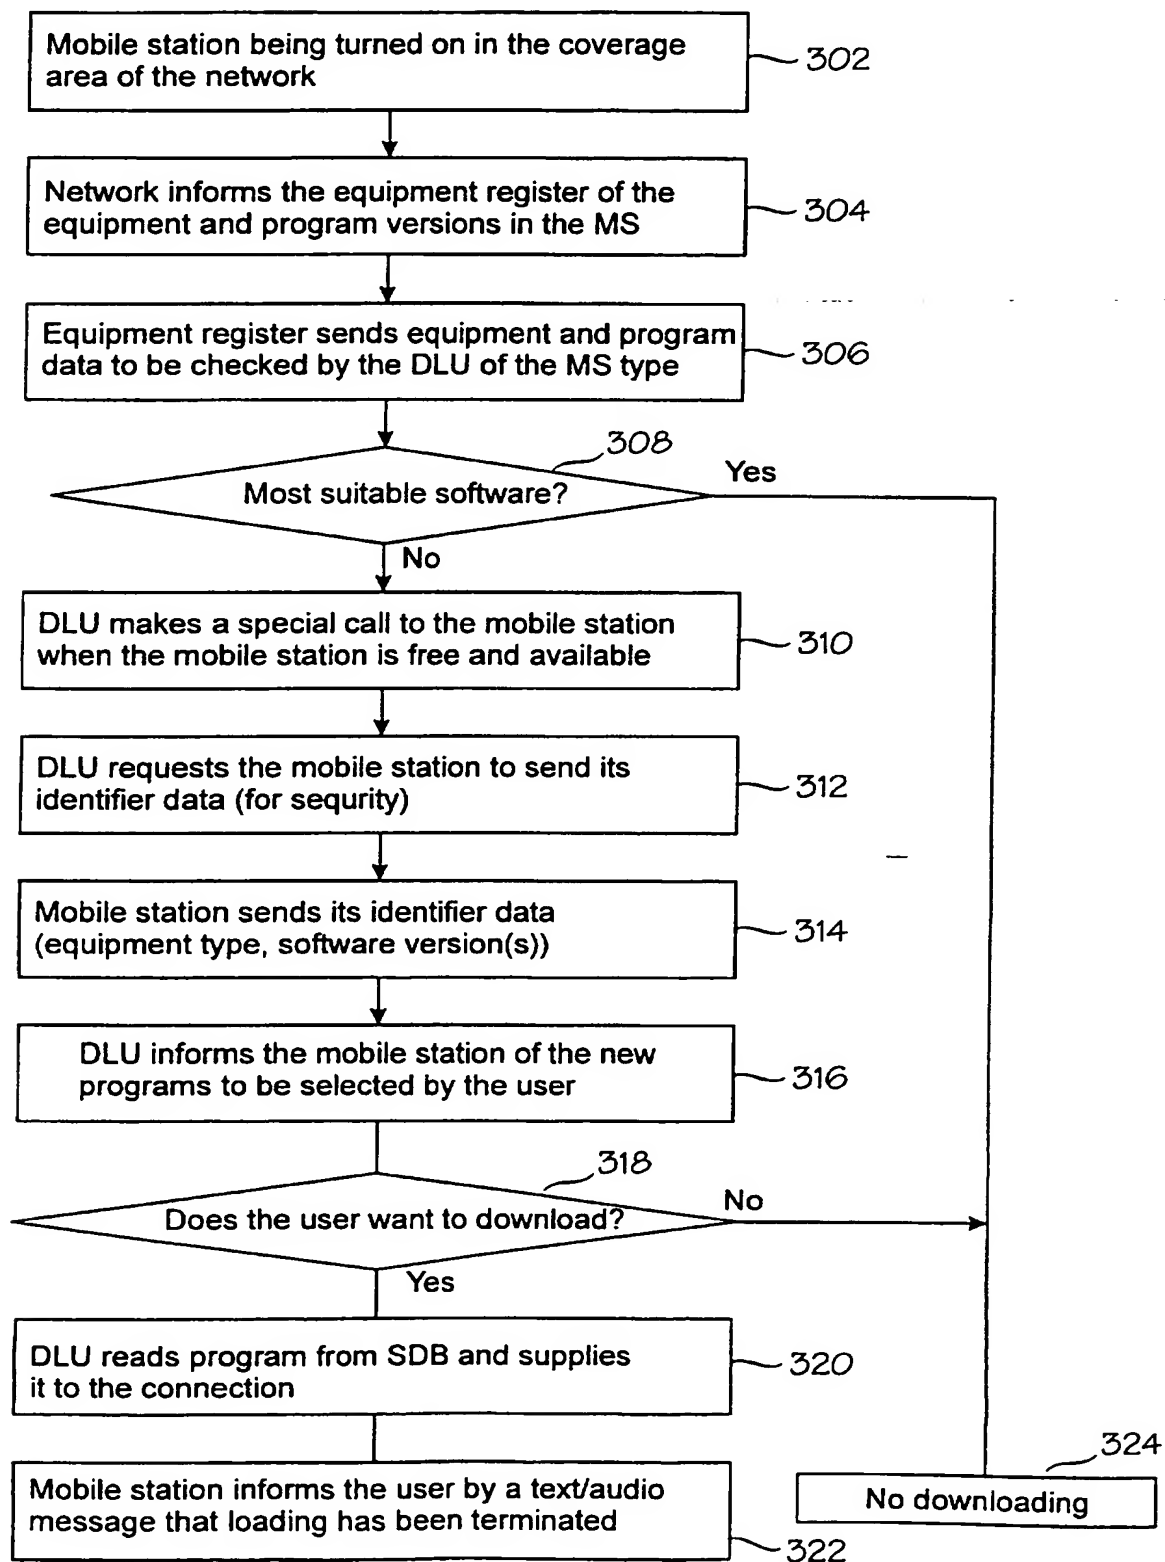 Mobile station being turned on in the coverage
area of the network
302
Network informs the equipment register of the
equipment and program versions in the MS
304
Equipment register sends equipment and program
data to be checked by the DLU of the MS type
306
308
Most suitable software?
Yes
No
DLU makes a special call to the mobile station
when the mobile station is free and available
310
DLU requests the mobile station to send its
identifier data (for sequrity)
312
Mobile station sends its identifier data
(equipment type, software version(s))
314
DLU informs the mobile station of the new
programs to be selected by the user
316
318
Does the user want to download?
No
Yes
DLU reads program from SDB and supplies
it to the connection
320
Mobile station informs the user by a text/audio
message that loading has been terminated
322
324
No downloading